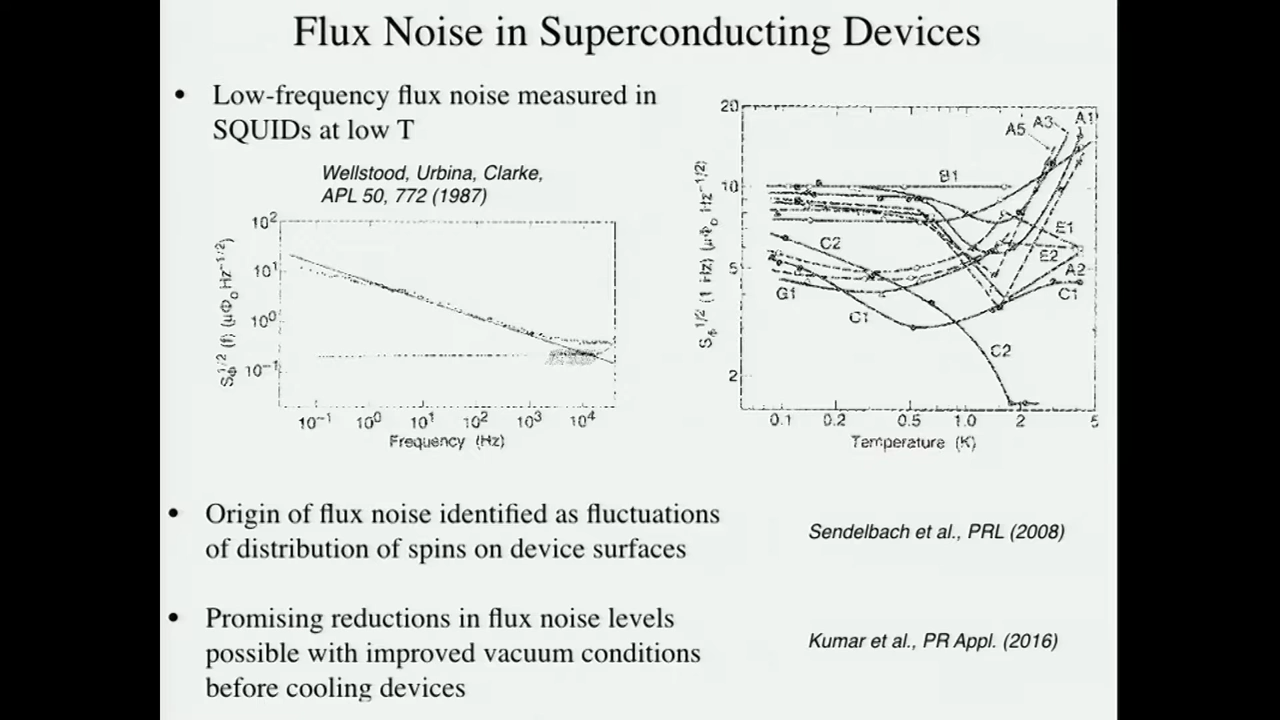 Flux Noise in Superconducting Devices
• Low-frequency flux noise measured in
SQUIDs at low T
Wellstood, Urbina, Clarke,
APL 50, 772 (1987)
10²
10¹
10⁰
10⁻¹
S_Φ^1/2 (f) (μΦ₀ Hz^-1/2)
10⁻¹ 10⁰ 10¹ 10² 10³ 10⁴
Frequency (Hz)
20
10
5
2
S_Φ^1/2 (1 Hz) (μΦ₀ Hz^-1/2)
A5 A3 A1
B1
E1
C2
E2
A2
G1
C1
C1
C2
0.1 0.2 0.5 1.0 2 5
Temperature (K)
• Origin of flux noise identified as fluctuations
of distribution of spins on device surfaces
Sendelbach et al., PRL (2008)
• Promising reductions in flux noise levels
possible with improved vacuum conditions
before cooling devices
Kumar et al., PR Appl. (2016)